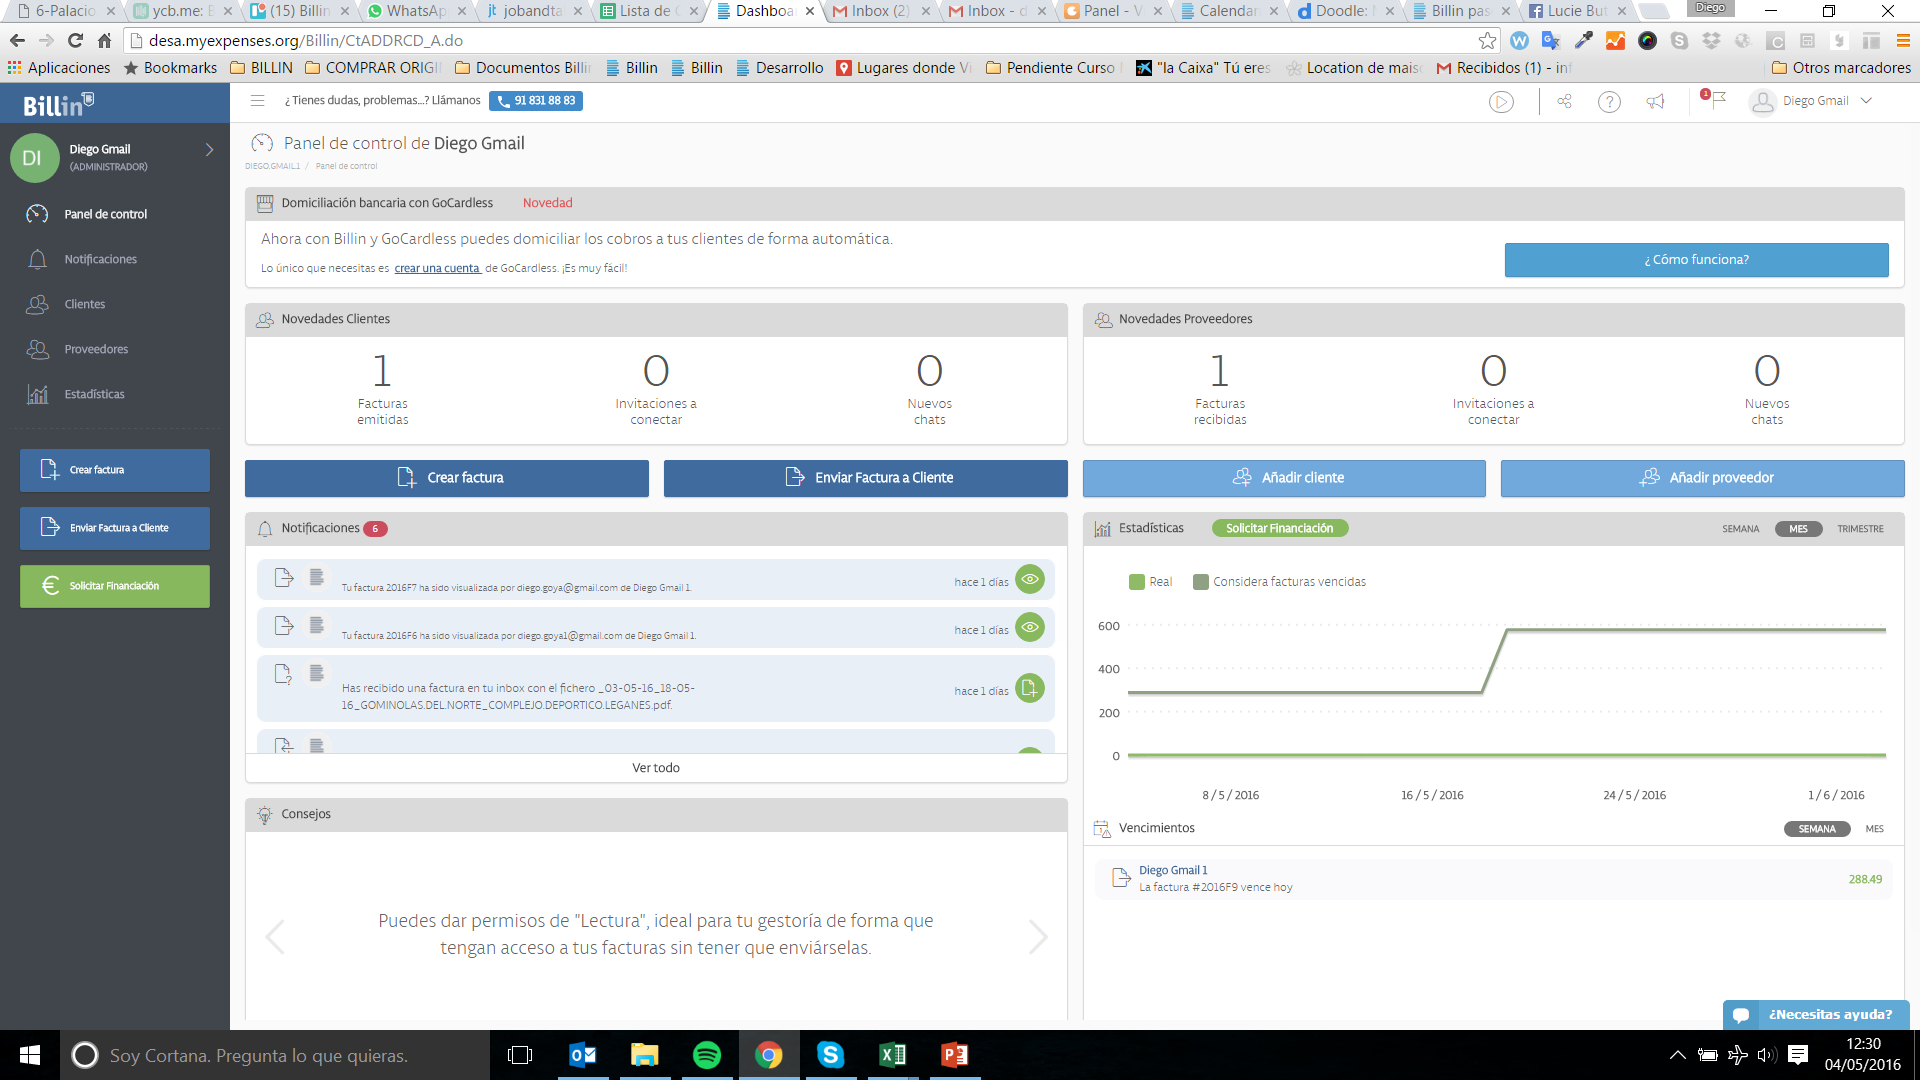 6-Palacio
ycb.me: E
(15) Billin
WhatsAp
jobandta
Lista de C
Dashboa
Inbox (2)
Inbox - d
Panel - V
Calendar
Doodle:
Billin pas
Lucie But
Diego
desa.myexpenses.org/Billin/CtADDRCD_A.do
Aplicaciones
Bookmarks
BILLIN
COMPRAR ORIGI
Documentos Billi
Billin
Billin
Desarrollo
Lugares donde Vi
Pendiente Curso
"la Caixa" Tú eres
Location de mais
Recibidos (1) - inf
Otros marcadores
Billin
¿Tienes dudas, problemas...? Llámanos
91 831 88 83
1
Diego Gmail
DI
Diego Gmail
(ADMINISTRADOR)
Panel de control
Notificaciones
Clientes
Proveedores
Estadísticas
Crear factura
Enviar Factura a Cliente
Solicitar Financiación
Panel de control de Diego Gmail
DIEGO.GMAIL1 / Panel de control
Domiciliación bancaria con GoCardless Novedad
Ahora con Billin y GoCardless puedes domiciliar los cobros a tus clientes de forma automática.
Lo único que necesitas es crear una cuenta de GoCardless. ¡Es muy fácil!
¿Cómo funciona?
Novedades Clientes
1
Facturas
emitidas
0
Invitaciones a
conectar
0
Nuevos
chats
Novedades Proveedores
1
Facturas
recibidas
0
Invitaciones a
conectar
0
Nuevos
chats
Crear factura
Enviar Factura a Cliente
Añadir cliente
Añadir proveedor
Notificaciones 6
Tu factura 2016F7 ha sido visualizada por diego.goya@gmail.com de Diego Gmail 1.
hace 1 días
Tu factura 2016F6 ha sido visualizada por diego.goya1@gmail.com de Diego Gmail 1.
hace 1 días
Has recibido una factura en tu inbox con el fichero _03-05-16_18-05-
16_GOMINOLAS.DEL.NORTE_COMPLEJO.DEPORTICO.LEGANES.pdf.
hace 1 días
Ver todo
Consejos
Puedes dar permisos de "Lectura", ideal para tu gestoría de forma que
tengan acceso a tus facturas sin tener que enviárselas.
Estadísticas
Solicitar Financiación
SEMANA
MES
TRIMESTRE
Real
Considera facturas vencidas
600
400
200
0
8 / 5 / 2016
16 / 5 / 2016
24 / 5 / 2016
1 / 6 / 2016
Vencimientos
SEMANA
MES
Diego Gmail 1
La factura #2016F9 vence hoy
288.49
¿Necesitas ayuda?
Soy Cortana. Pregunta lo que quieras.
12:30
04/05/2016